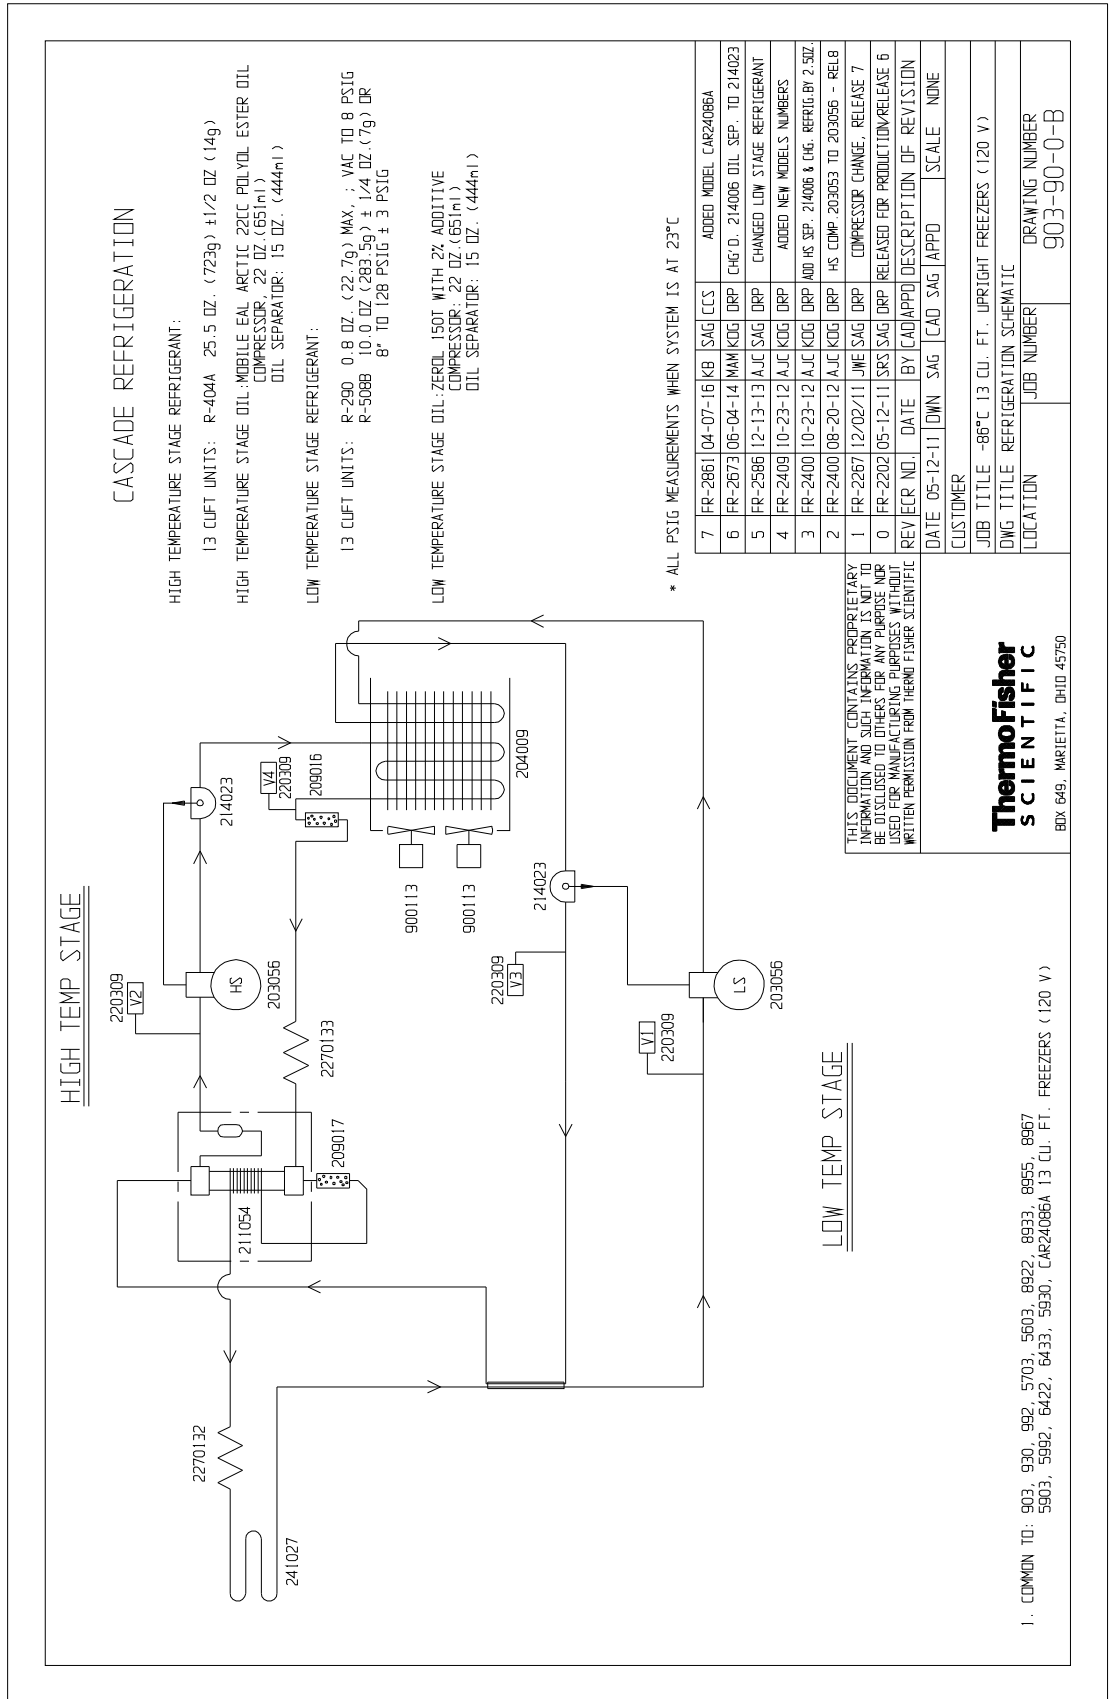 CASCADE REFRIGERATION
HIGH TEMPERATURE STAGE REFRIGERANT:
13 CUFT UNITS: R-404A 25.5 OZ. (723g) ±1/2 OZ (14g)
HIGH TEMPERATURE STAGE OIL:MOBILE EAL ARCTIC 22CC POLYOL ESTER OIL
COMPRESSOR, 22 OZ.(651ml)
OIL SEPARATOR: 15 OZ. (444ml)
LOW TEMPERATURE STAGE REFRIGERANT:
13 CUFT UNITS: R-290 0.8 OZ. (22.7g) MAX, ; VAC TO 8 PSIG
R-508B 10.0 OZ (283.5g) ± 1/4 OZ.(7g) OR
8" TO 128 PSIG ± 3 PSIG
LOW TEMPERATURE STAGE OIL:ZEROL 150T WITH 2% ADDITIVE
COMPRESSOR: 22 OZ.(651ml)
OIL SEPARATOR: 15 OZ. (444ml)
* ALL PSIG MEASUREMENTS WHEN SYSTEM IS AT 23°C
HIGH TEMP STAGE
220309
V2
HS
203056
214023
V4
220309
209016
204009
900113
900113
2270133
209017
211054
2270132
241027
214023
220309
V3
V1
220309
LS
203056
LOW TEMP STAGE
1. COMMON TO: 903, 930, 992, 5703, 5603, 8922, 8933, 8955, 8967
5903, 5992, 6422, 6433, 5930, CAR24086A 13 CU. FT. FREEZERS (120 V)
THIS DOCUMENT CONTAINS PROPRIETARY
INFORMATION AND SUCH INFORMATION IS NOT TO
BE DISCLOSED TO OTHERS FOR ANY PURPOSE NOR
USED FOR MANUFACTURING PURPOSES WITHOUT
WRITTEN PERMISSION FROM THERMO FISHER SCIENTIFIC
ThermoFisher
SCIENTIFIC
BOX 649, MARIETTA, OHIO 45750
7 FR-2861 04-07-16 KB SAG CCS ADDED MODEL CAR24086A
6 FR-2673 06-04-14 MAM KDG DRP CHG'D. 214006 OIL SEP. TO 214023
5 FR-2586 12-13-13 AJC SAG DRP CHANGED LOW STAGE REFRIGERANT
4 FR-2409 10-23-12 AJC KDG DRP ADDED NEW MODELS NUMBERS
3 FR-2400 10-23-12 AJC KDG DRP ADD HS SEP. 214006 & CHG. REFRIG.BY 2.5OZ.
2 FR-2400 08-20-12 AJC KDG DRP HS COMP.203053 TO 203056 - REL8
1 FR-2267 12/02/11 JWE SAG DRP COMPRESSOR CHANGE, RELEASE 7
0 FR-2202 05-12-11 SRS SAG DRP RELEASED FOR PRODUCTION/RELEASE 6
REV ECR NO. DATE BY CAD APPD DESCRIPTION OF REVISION
DATE 05-12-11 DWN SAG CAD SAG APPD SCALE NONE
CUSTOMER
JOB TITLE -86°C 13 CU. FT. UPRIGHT FREEZERS (120 V)
DWG TITLE REFRIGERATION SCHEMATIC
LOCATION JOB NUMBER DRAWING NUMBER
903-90-0-B